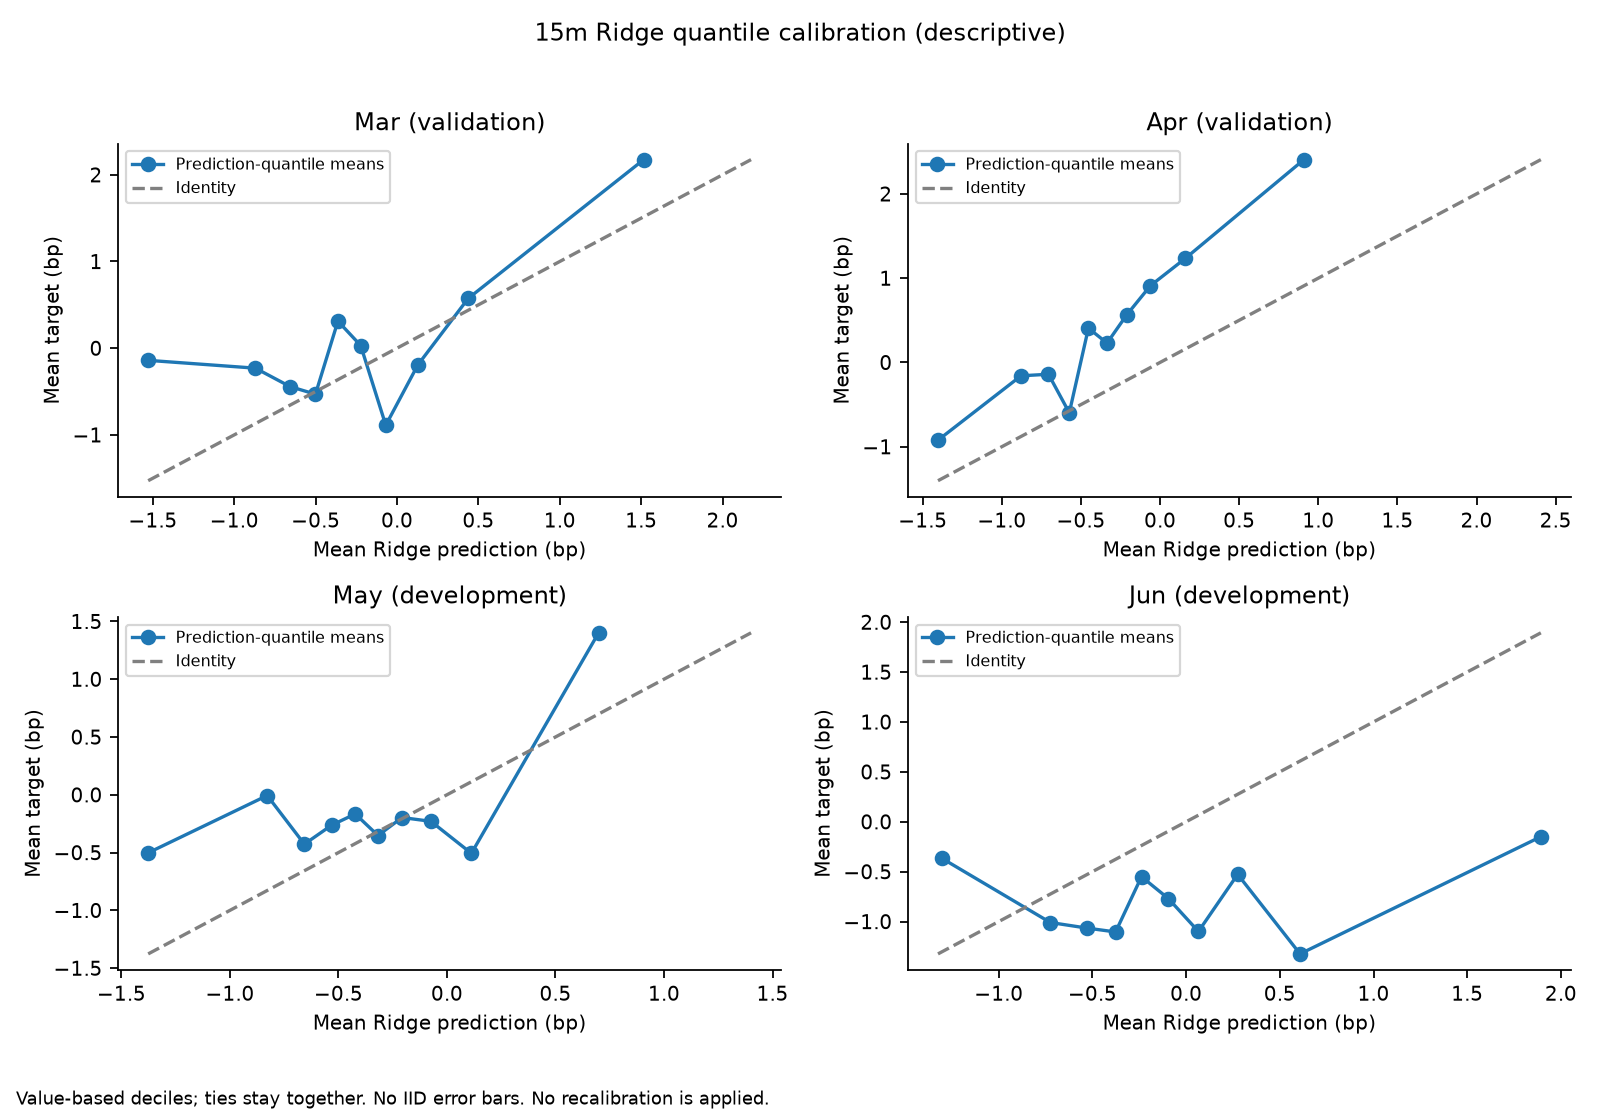 15m Ridge quantile calibration (descriptive)
Mar (validation)
Prediction-quantile means
Identity
Mean target (bp)
2
1
0
−1
−1.5 −1.0 −0.5 0.0 0.5 1.0 1.5 2.0
Mean Ridge prediction (bp)
Apr (validation)
Prediction-quantile means
Identity
Mean target (bp)
2
1
0
−1
−1.5 −1.0 −0.5 0.0 0.5 1.0 1.5 2.0 2.5
Mean Ridge prediction (bp)
May (development)
Prediction-quantile means
Identity
Mean target (bp)
1.5
1.0
0.5
0.0
−0.5
−1.0
−1.5
−1.5 −1.0 −0.5 0.0 0.5 1.0 1.5
Mean Ridge prediction (bp)
Jun (development)
Prediction-quantile means
Identity
Mean target (bp)
2.0
1.5
1.0
0.5
0.0
−0.5
−1.0
−1.0 −0.5 0.0 0.5 1.0 1.5 2.0
Mean Ridge prediction (bp)
Value-based deciles; ties stay together. No IID error bars. No recalibration is applied.